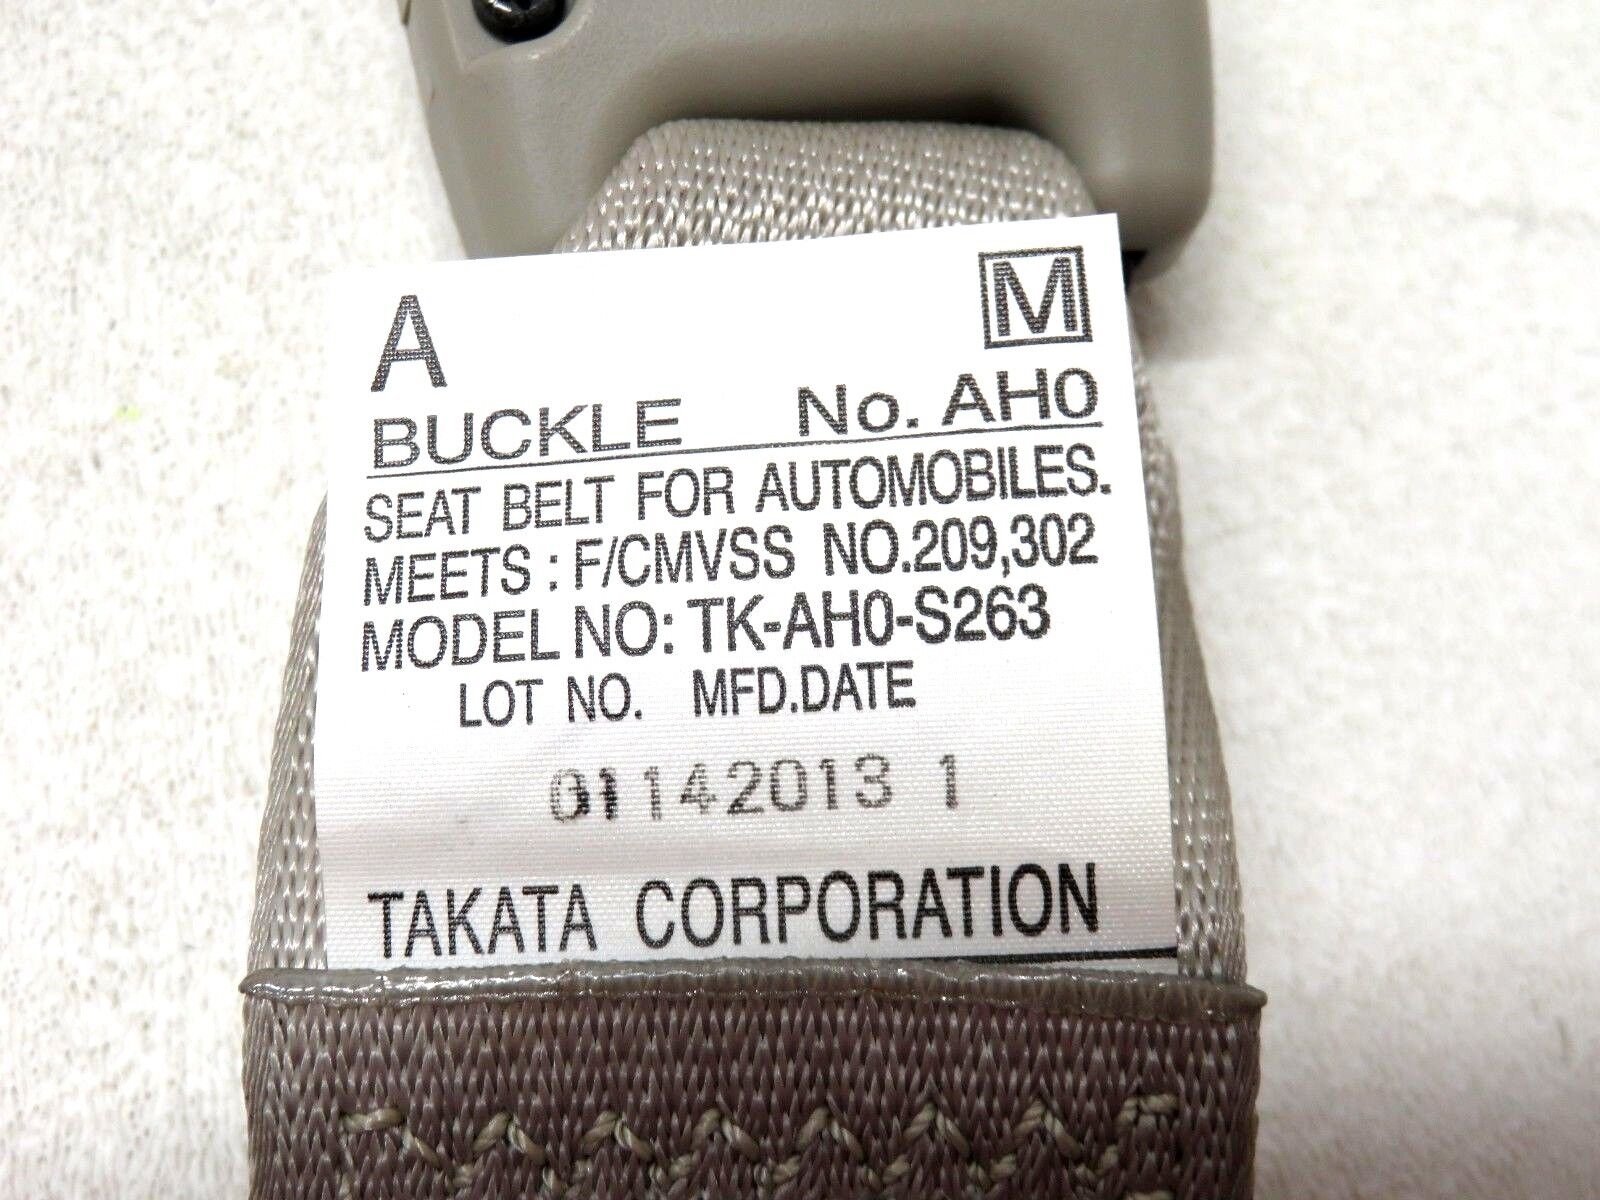 A M
BUCKLE No. AH0
SEAT BELT FOR AUTOMOBILES.
MEETS : F/CMVSS NO.209,302
MODEL NO: TK-AH0-S263
LOT NO. MFD.DATE
01142013 1
TAKATA CORPORATION